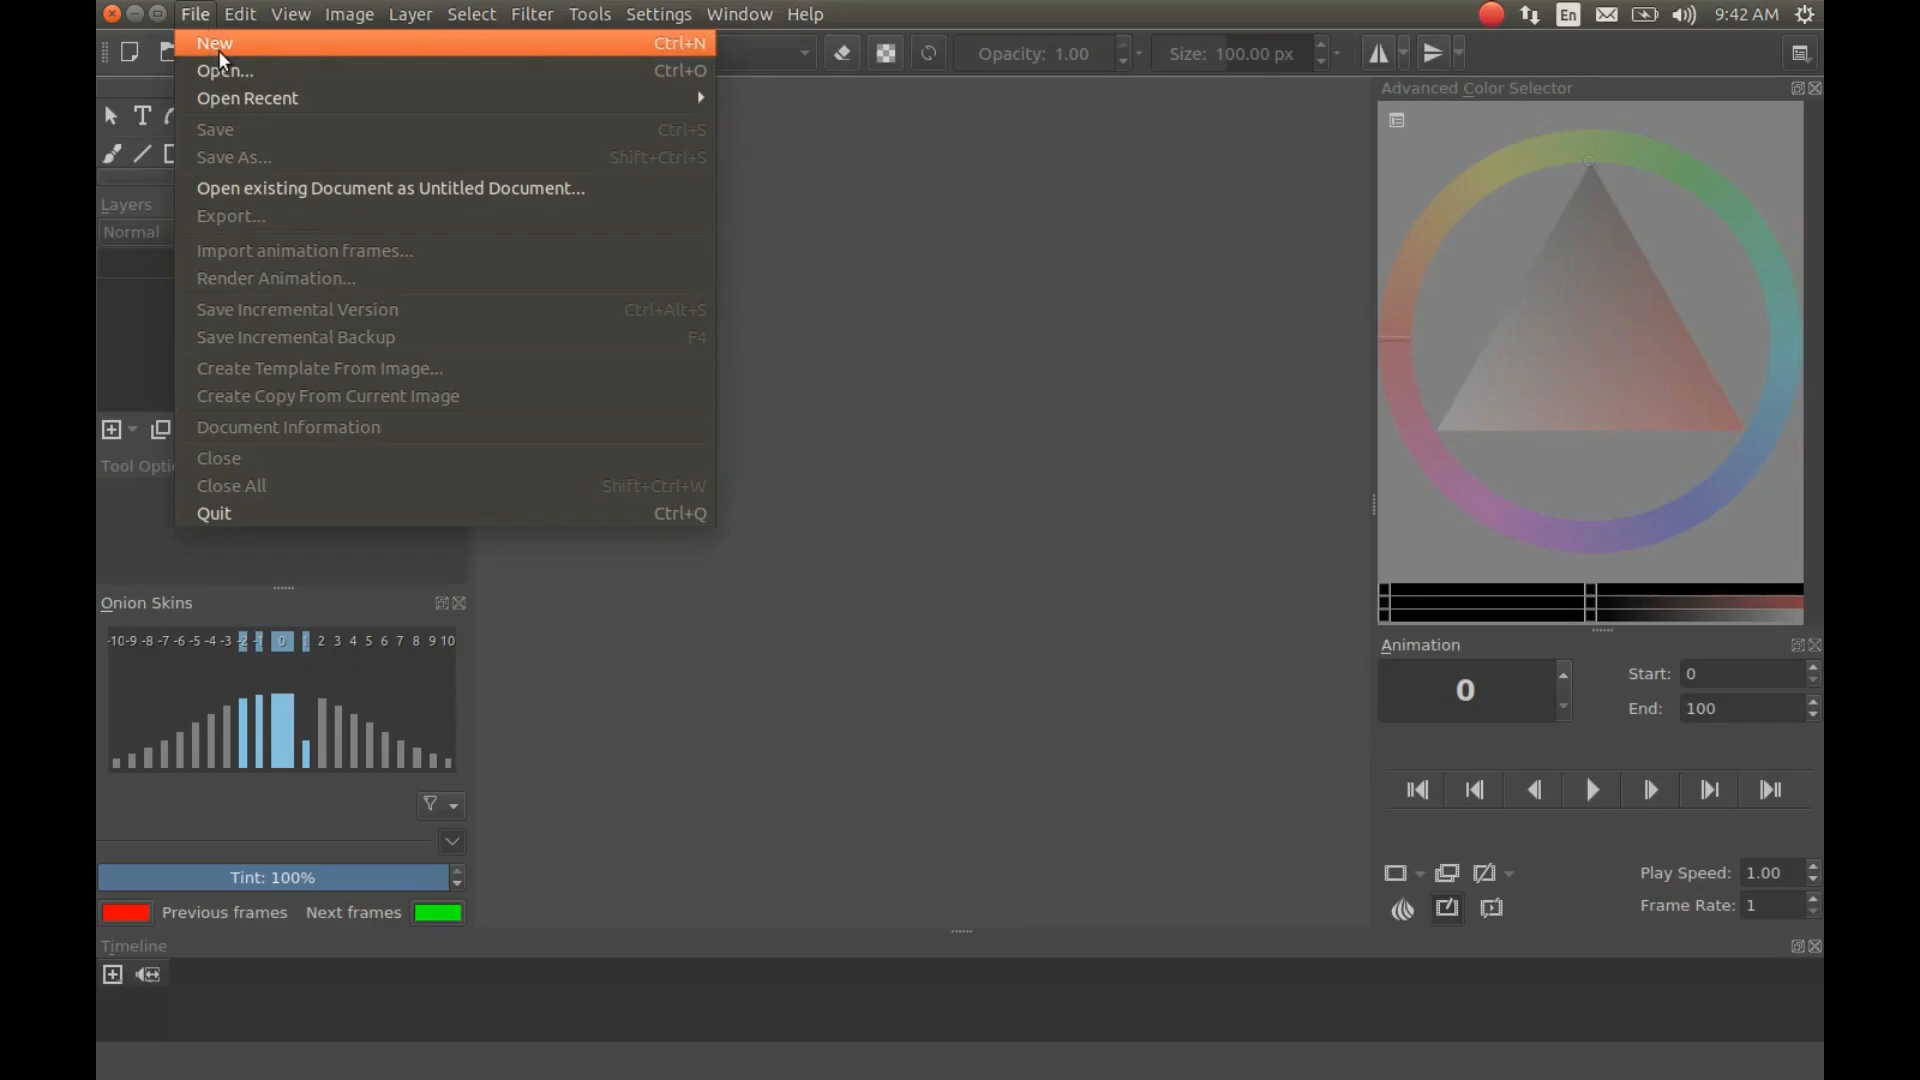 File Edit View Image Layer Select Filter Tools Settings Window Help En 9:42 AM
New Ctrl+N
Opacity: 1.00 Size: 100.00 px
Open... Ctrl+O
Open Recent
Save Ctrl+S
Save As... Shift+Ctrl+S
Open existing Document as Untitled Document...
Export...
Import animation frames...
Render Animation...
Save Incremental Version Ctrl+Alt+S
Save Incremental Backup F4
Create Template From Image...
Create Copy From Current Image
Document Information
Close
Close All Shift+Ctrl+W
Quit Ctrl+Q
T
Layers
Normal
Tool Opti
Onion Skins
-10 -9 -8 -7 -6 -5 -4 -3 -2 -1 0 1 2 3 4 5 6 7 8 9 10
Tint: 100%
Previous frames Next frames
Advanced Color Selector
Animation
0
Start: 0
End: 100
Play Speed: 1.00
Frame Rate: 1
Timeline